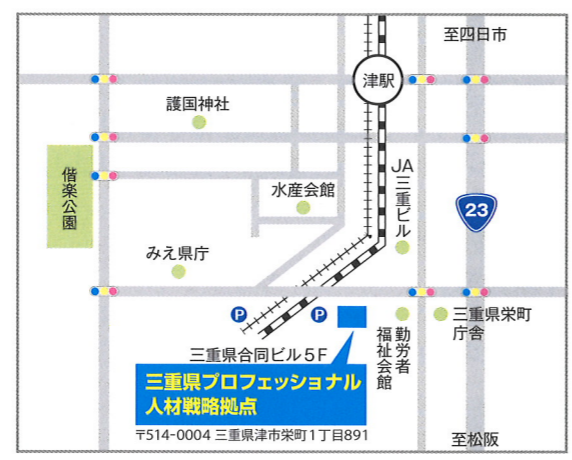 至四日市
津駅
護国神社
偕楽公園
JA三重ビル
水産会館
23
みえ県庁
P
P
三重県栄町
庁舎
勤労者
福祉会館
三重県合同ビル5F
三重県プロフェッショナル
人材戦略拠点
〒514-0004 三重県津市栄町1丁目891
至松阪